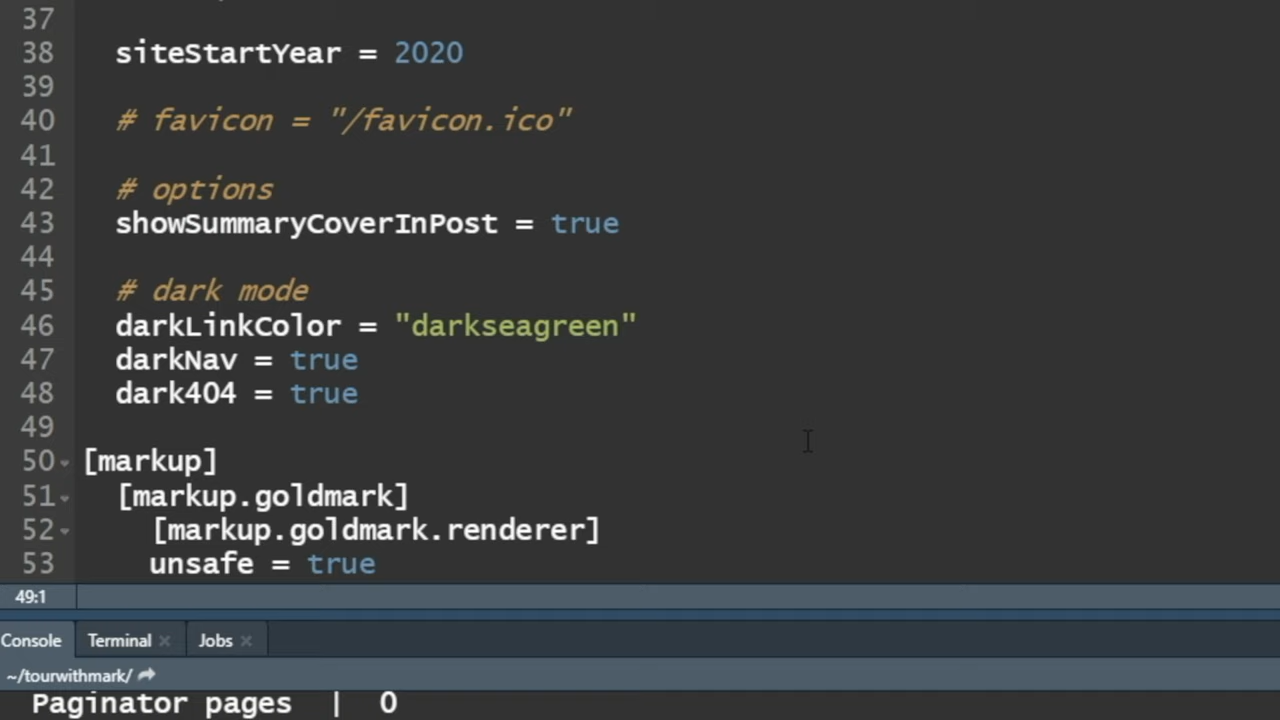 37
38 siteStartYear = 2020
39
40 # favicon = "/favicon.ico"
41
42 # options
43 showSummaryCoverInPost = true
44
45 # dark mode
46 darkLinkColor = "darkseagreen"
47 darkNav = true
48 dark404 = true
49
50 [markup]
51 [markup.goldmark]
52 [markup.goldmark.renderer]
53 unsafe = true
49:1
Console Terminal × Jobs ×
~/tourwithmark/
Paginator pages | 0